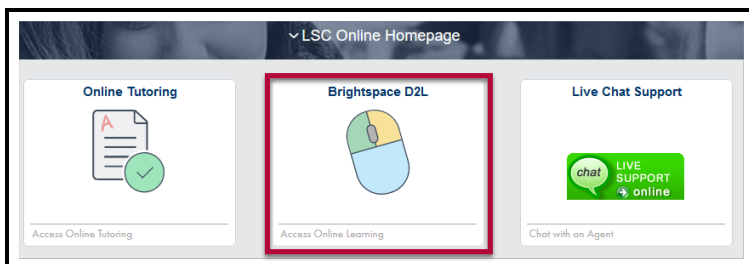 LSC Online Homepage
Online Tutoring
A
Access Online Tutoring
Brightspace D2L
Access Online Learning
Live Chat Support
chat
LIVE
SUPPORT
online
Chat with an Agent